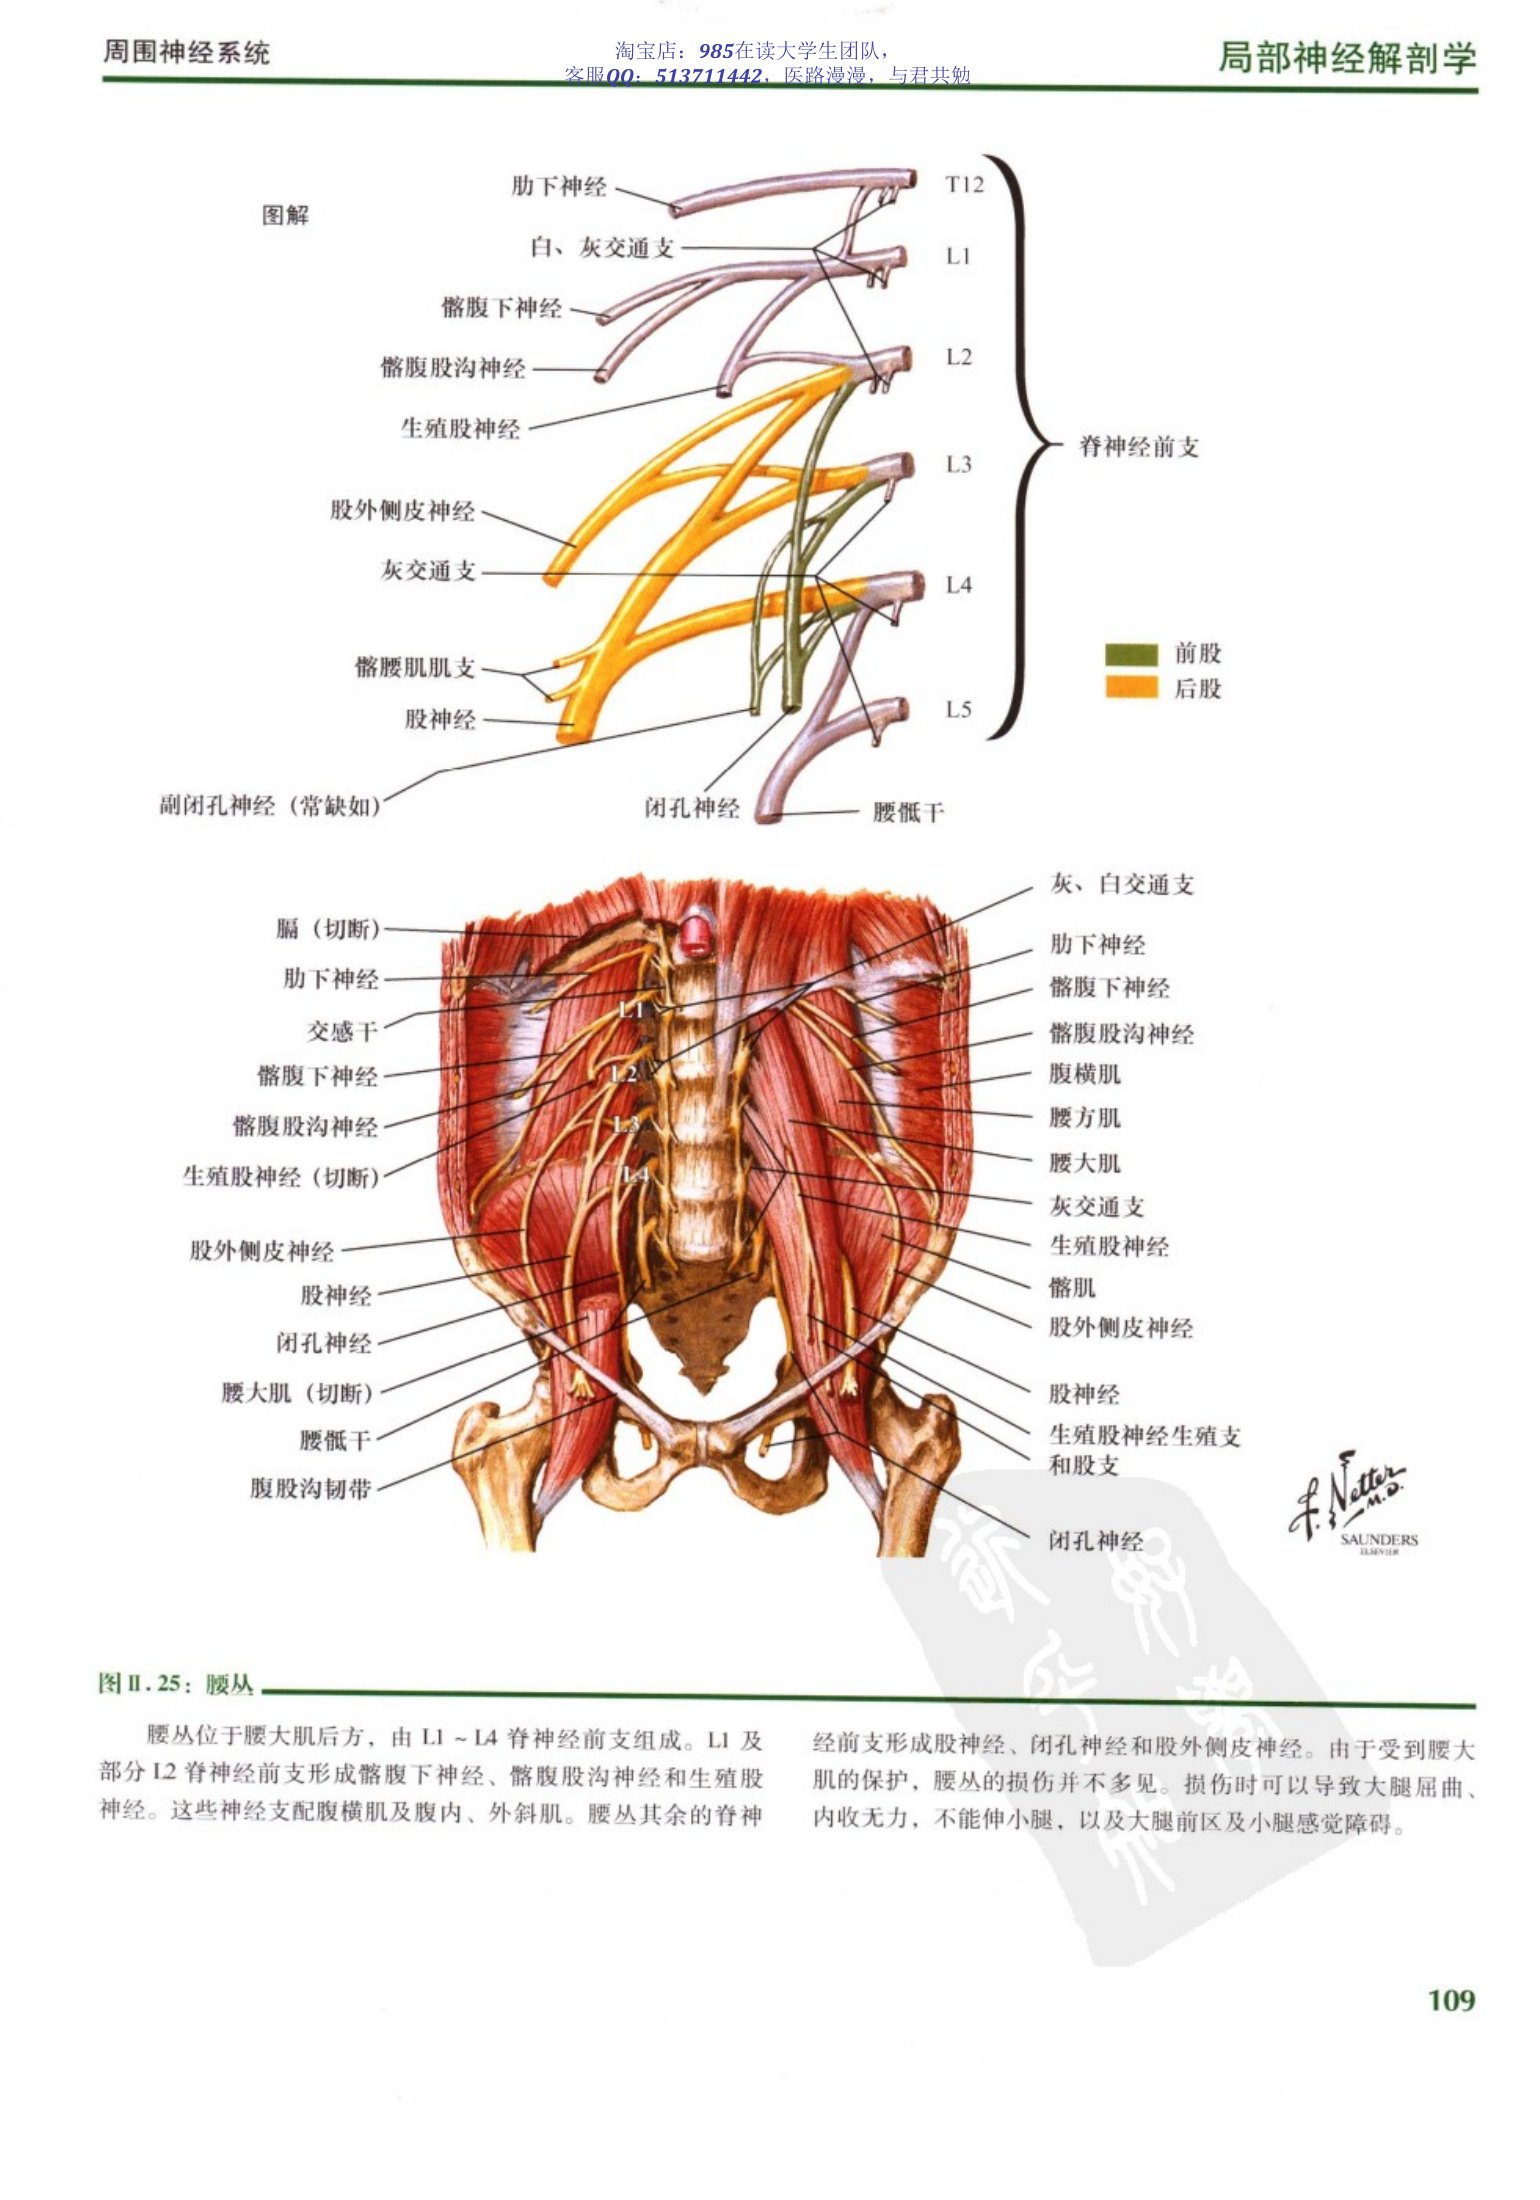 周围神经系统
淘宝店：985在读大学生团队，
客服QQ：513711442，医路漫漫，与君共勉
局部神经解剖学
图解
肋下神经
白、灰交通支
髂腹下神经
髂腹股沟神经
生殖股神经
股外侧皮神经
灰交通支
髂腰肌肌支
股神经
副闭孔神经（常缺如）
闭孔神经
腰骶干
T12
L1
L2
L3
L4
L5
脊神经前支
前股
后股
膈（切断）
肋下神经
交感干
髂腹下神经
髂腹股沟神经
生殖股神经（切断）
股外侧皮神经
股神经
闭孔神经
腰大肌（切断）
腰骶干
腹股沟韧带
L1
L2
L3
L4
灰、白交通支
肋下神经
髂腹下神经
髂腹股沟神经
腹横肌
腰方肌
腰大肌
灰交通支
生殖股神经
髂肌
股外侧皮神经
股神经
生殖股神经生殖支
和股支
闭孔神经
F. Netter
M.D.
SAUNDERS
ELSEVIER
图 II . 25：腰丛
腰丛位于腰大肌后方，由 L1 ~ L4 脊神经前支组成。L1 及
部分 L2 脊神经前支形成髂腹下神经、髂腹股沟神经和生殖股
神经。这些神经支配腹横肌及腹内、外斜肌。腰丛其余的脊神
经前支形成股神经、闭孔神经和股外侧皮神经。由于受到腰大
肌的保护，腰丛的损伤并不多见。损伤时可以导致大腿屈曲、
内收无力，不能伸小腿，以及大腿前区及小腿感觉障碍。
109